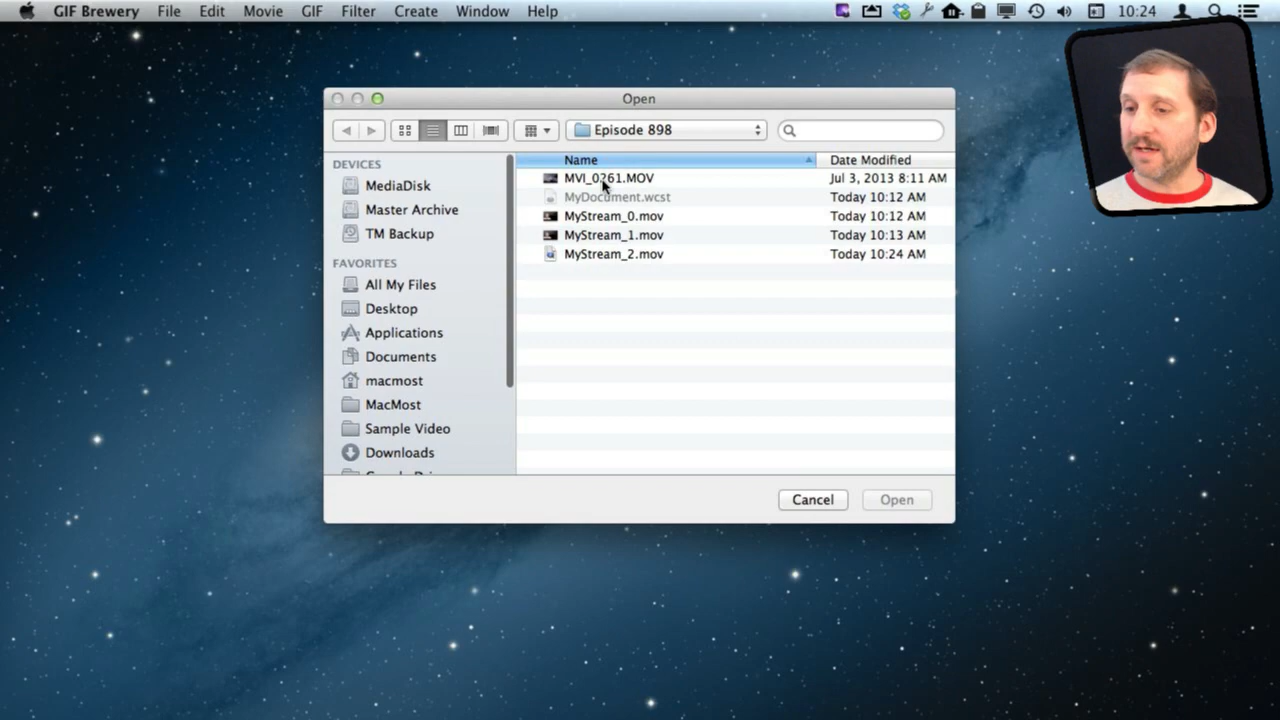 GIF Brewery File Edit Movie GIF Filter Create Window Help 10:24
Open
Episode 898
DEVICES
MediaDisk
Master Archive
TM Backup
FAVORITES
All My Files
Desktop
Applications
Documents
macmost
MacMost
Sample Video
Downloads
Name Date Modified
MVI_0261.MOV Jul 3, 2013 8:11 AM
MyDocument.wcst Today 10:12 AM
MyStream_0.mov Today 10:12 AM
MyStream_1.mov Today 10:13 AM
MyStream_2.mov Today 10:24 AM
Cancel Open